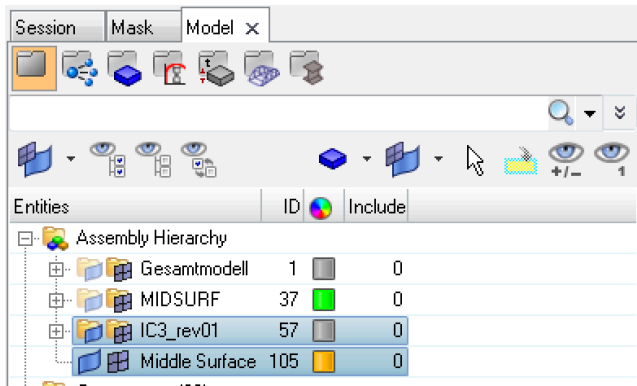 Session Mask Model
t
+/- 1
Entities ID Include
Assembly Hierarchy
Gesamtmodell 1 0
MIDSURF 37 0
IC3_rev01 57 0
Middle Surface 105 0